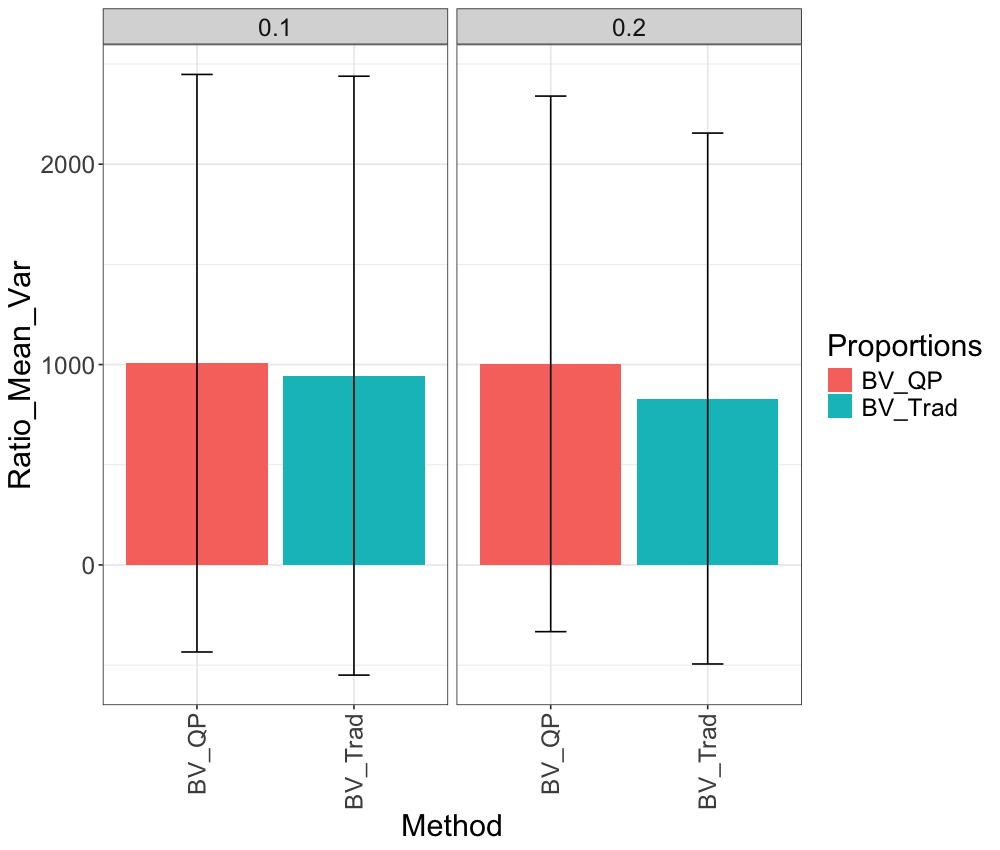 0.1
0.2
Ratio_Mean_Var
2000
1000
0
BV_QP
BV_Trad
BV_QP
BV_Trad
Method
Proportions
BV_QP
BV_Trad